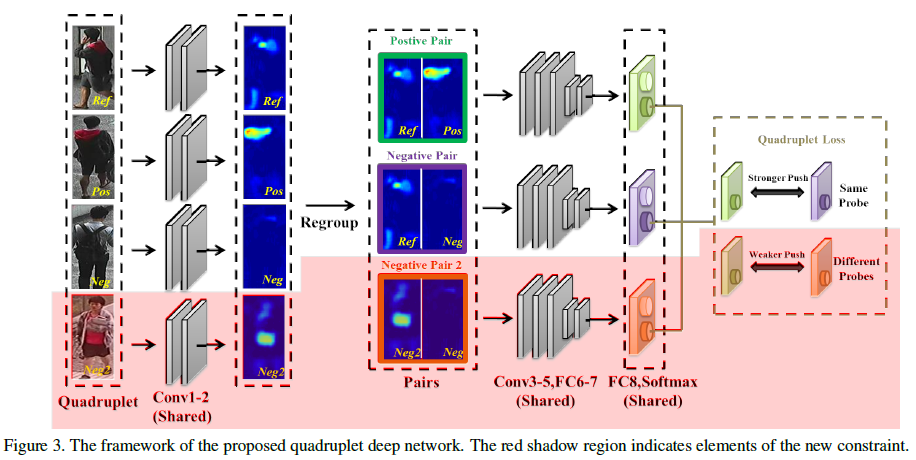 Ref
Ref
Pos
Pos
Neg
Neg
Neg2
Neg2
Quadruplet
Conv1-2
(Shared)
Regroup
Postive Pair
Ref
Pos
Negative Pair
Ref
Neg
Negative Pair 2
Neg2
Neg
Pairs
Conv3-5,FC6-7
(Shared)
FC8,Softmax
(Shared)
Quadruplet Loss
Stronger Push
Same
Probe
Weaker Push
Different
Probes
Figure 3. The framework of the proposed quadruplet deep network. The red shadow region indicates elements of the new constraint.